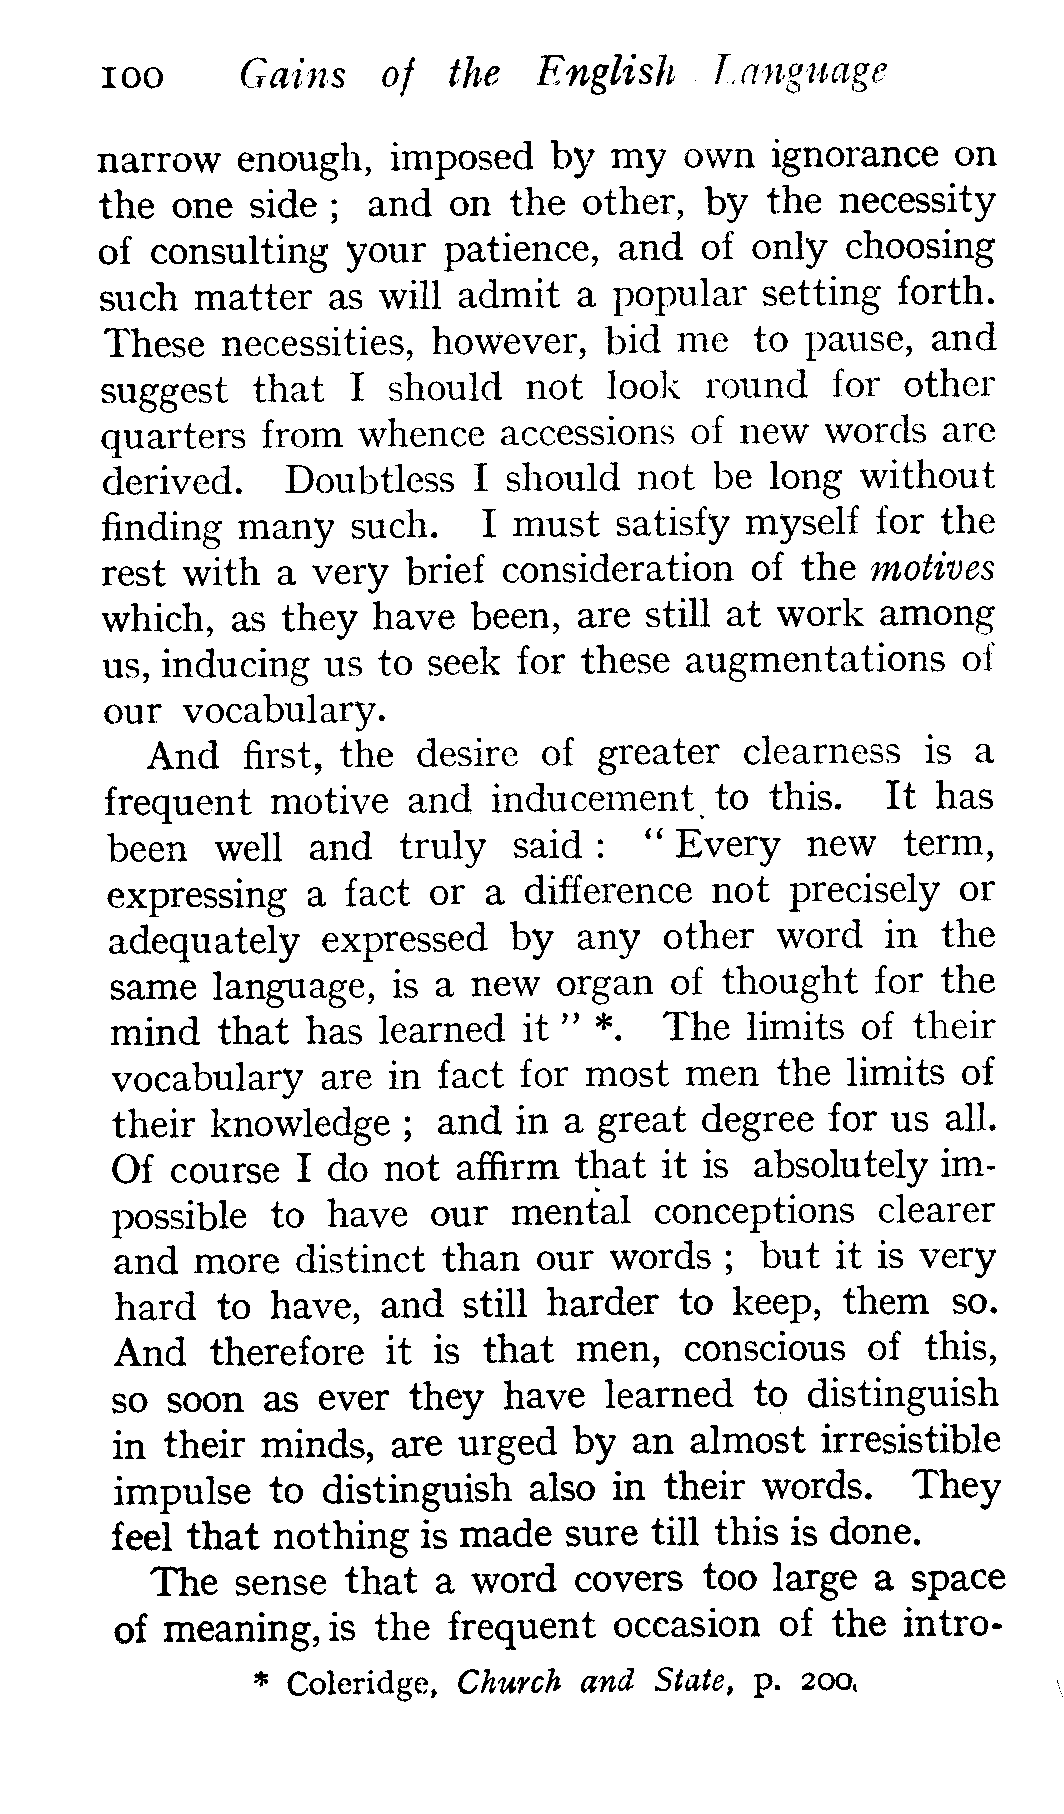 100 Gains of the English Language
narrow enough, imposed by my own ignorance on
the one side ; and on the other, by the necessity
of consulting your patience, and of only choosing
such matter as will admit a popular setting forth.
These necessities, however, bid me to pause, and
suggest that I should not look round for other
quarters from whence accessions of new words are
derived. Doubtless I should not be long without
finding many such. I must satisfy myself for the
rest with a very brief consideration of the motives
which, as they have been, are still at work among
us, inducing us to seek for these augmentations of
our vocabulary.
And first, the desire of greater clearness is a
frequent motive and inducement to this. It has
been well and truly said : “ Every new term,
expressing a fact or a difference not precisely or
adequately expressed by any other word in the
same language, is a new organ of thought for the
mind that has learned it ” *. The limits of their
vocabulary are in fact for most men the limits of
their knowledge ; and in a great degree for us all.
Of course I do not affirm that it is absolutely im-
possible to have our mental conceptions clearer
and more distinct than our words ; but it is very
hard to have, and still harder to keep, them so.
And therefore it is that men, conscious of this,
so soon as ever they have learned to distinguish
in their minds, are urged by an almost irresistible
impulse to distinguish also in their words. They
feel that nothing is made sure till this is done.
The sense that a word covers too large a space
of meaning, is the frequent occasion of the intro-
* Coleridge, Church and State, p. 200.